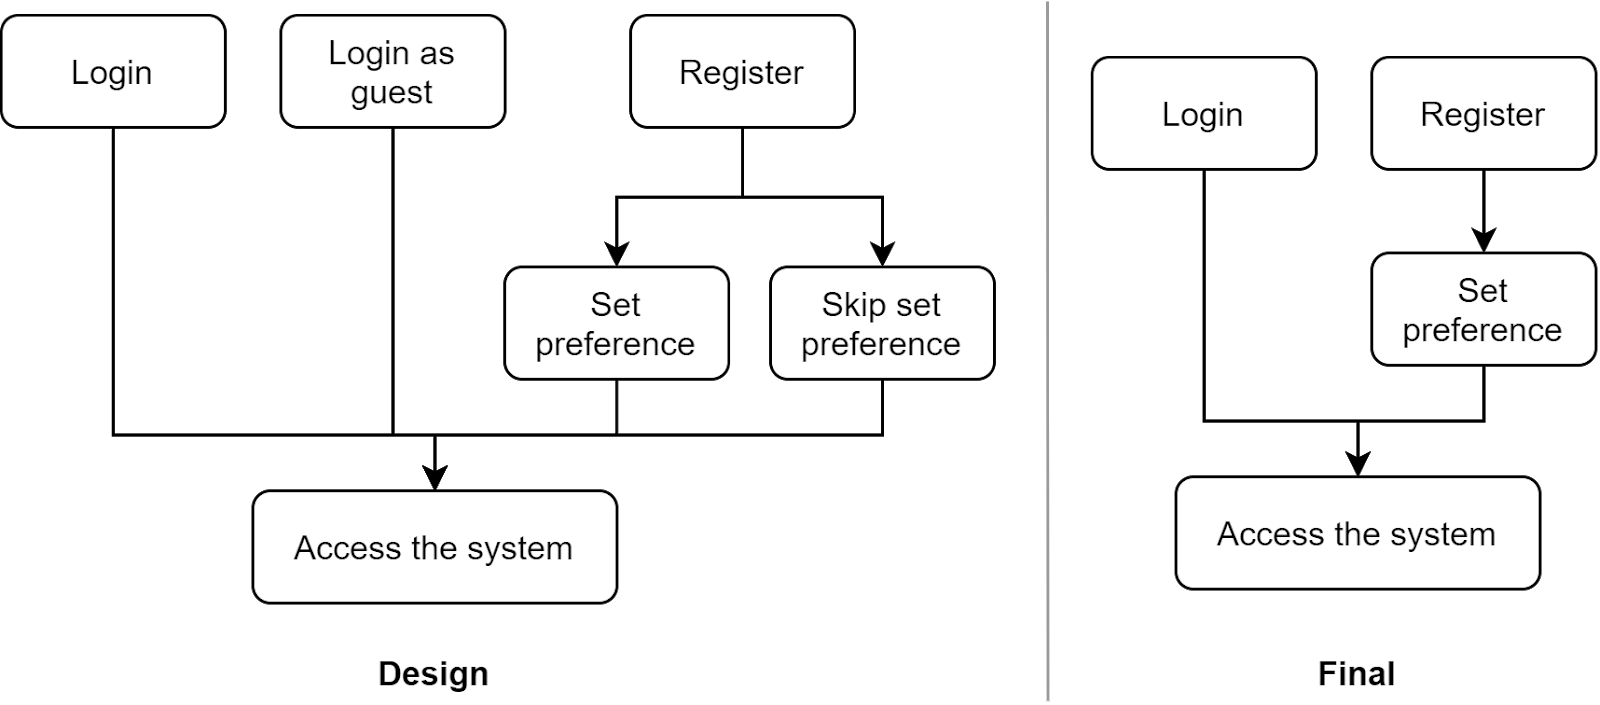 Login
Login as
guest
Register
Set
preference
Skip set
preference
Access the system
Design
Login
Register
Set
preference
Access the system
Final